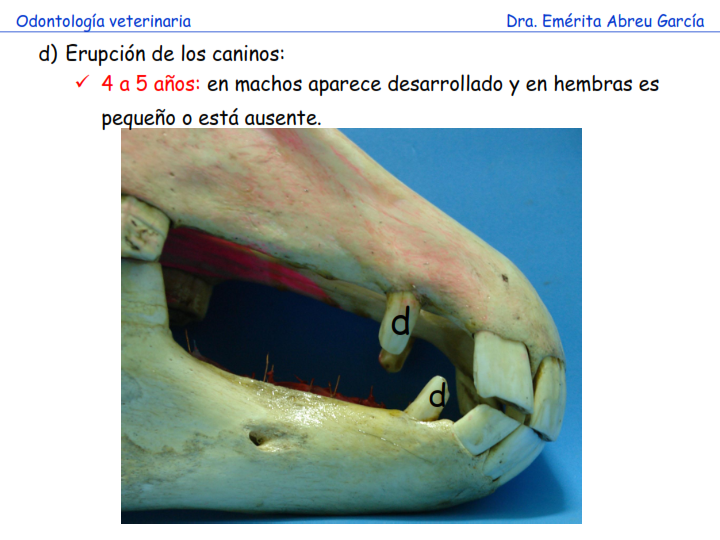 Odontología veterinaria
Dra. Emérita Abreu García
d) Erupción de los caninos:
✓ 4 a 5 años: en machos aparece desarrollado y en hembras es
pequeño o está ausente.
d
d